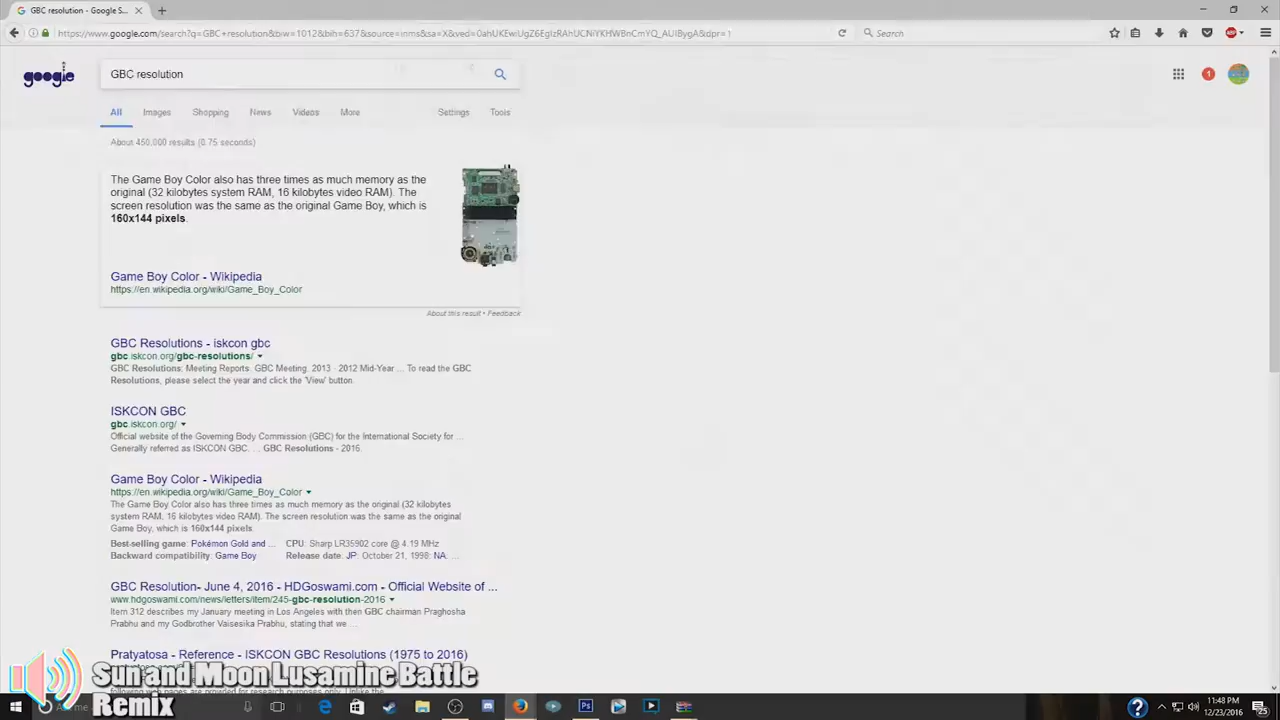 GBC resolution - Google S...
https://www.google.com/search?q=GBC+resolution&biw=1012&bih=637&source=lnms&sa=X&ved=0ahUKEwiUgZ6EgIzRAhUCNiYKHWBnCmYQ_AUIBygA&dpr=1
Search
google
GBC resolution
1
All Images Shopping News Videos More Settings Tools
About 450,000 results (0.75 seconds)
The Game Boy Color also has three times as much memory as the
original (32 kilobytes system RAM, 16 kilobytes video RAM). The
screen resolution was the same as the original Game Boy, which is
160x144 pixels.
Game Boy Color - Wikipedia
https://en.wikipedia.org/wiki/Game_Boy_Color
About this result • Feedback
GBC Resolutions - iskcon gbc
gbc.iskcon.org/gbc-resolutions/
GBC Resolutions: Meeting Reports. GBC Meeting. 2013 · 2012 Mid-Year ... To read the GBC
Resolutions, please select the year and click the 'View' button.
ISKCON GBC
gbc.iskcon.org/
Official website of the Governing Body Commission (GBC) for the International Society for ...
Generally referred as ISKCON GBC. ... GBC Resolutions - 2016.
Game Boy Color - Wikipedia
https://en.wikipedia.org/wiki/Game_Boy_Color
The Game Boy Color also has three times as much memory as the original (32 kilobytes
system RAM, 16 kilobytes video RAM). The screen resolution was the same as the original
Game Boy, which is 160x144 pixels.
Best-selling game: Pokémon Gold and ... CPU: Sharp LR35902 core @ 4.19 MHz
Backward compatibility: Game Boy Release date: JP: October 21, 1998; NA: ...
GBC Resolution- June 4, 2016 - HDGoswami.com - Official Website of ...
www.hdgoswami.com/news/letters/item/245-gbc-resolution-2016
Item 312 describes my January meeting in Los Angeles with then GBC chairman Praghosha
Prabhu and my Godbrother Vaisesika Prabhu, stating that we ...
Pratyatosa - Reference - ISKCON GBC Resolutions (1975 to 2016)
Sun and Moon Lusamine Battle
Remix
11:48 PM
12/23/2016
25